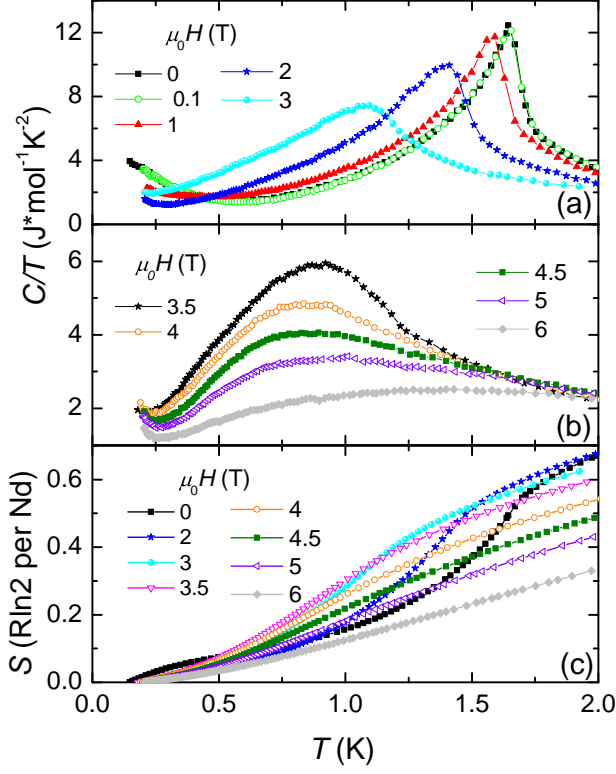 μ₀H (T)
0
0.1
1
2
3
12
8
4
0
(a)
C/T (J*mol⁻¹K⁻²)
μ₀H (T)
3.5
4
4.5
5
6
6
4
2
(b)
μ₀H (T)
0
2
3
3.5
4
4.5
5
6
0.6
0.4
0.2
0.0
(c)
S (Rln2 per Nd)
0.0 0.5 1.0 1.5 2.0
T (K)